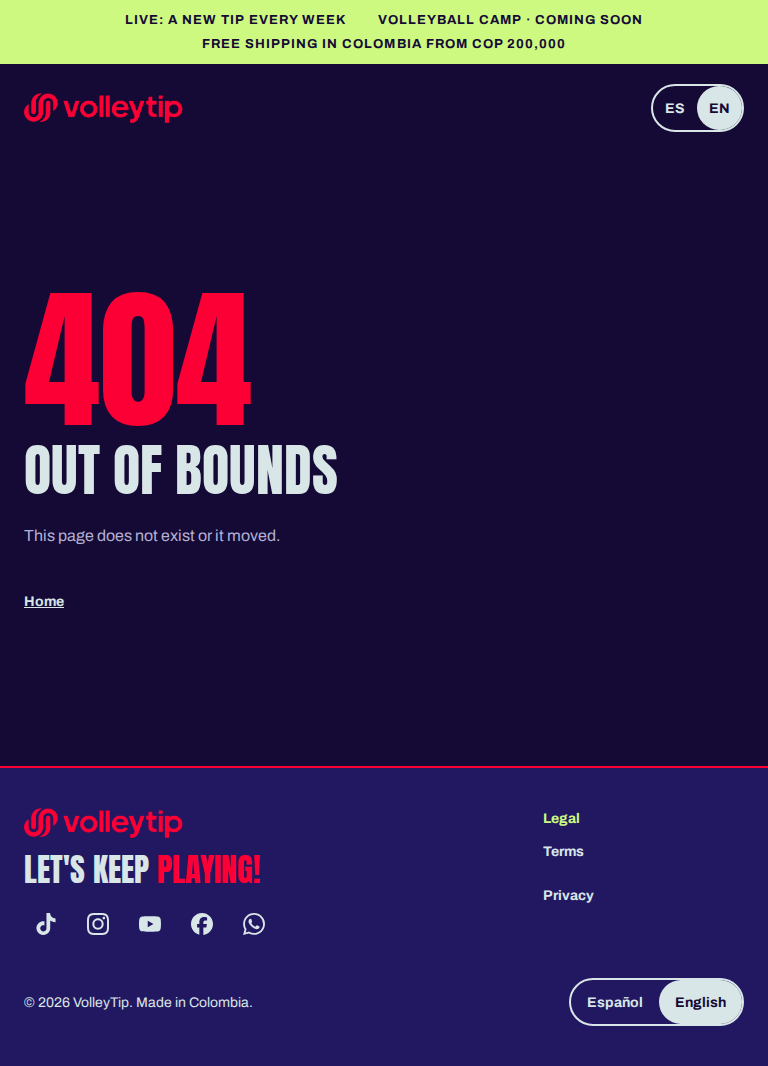 LIVE: A NEW TIP EVERY WEEK VOLLEYBALL CAMP · COMING SOON
FREE SHIPPING IN COLOMBIA FROM COP 200,000
volleytip
ES EN
404
OUT OF BOUNDS
This page does not exist or it moved.
Home
volleytip
LET'S KEEP PLAYING!
Legal
Terms
Privacy
© 2026 VolleyTip. Made in Colombia.
Español English